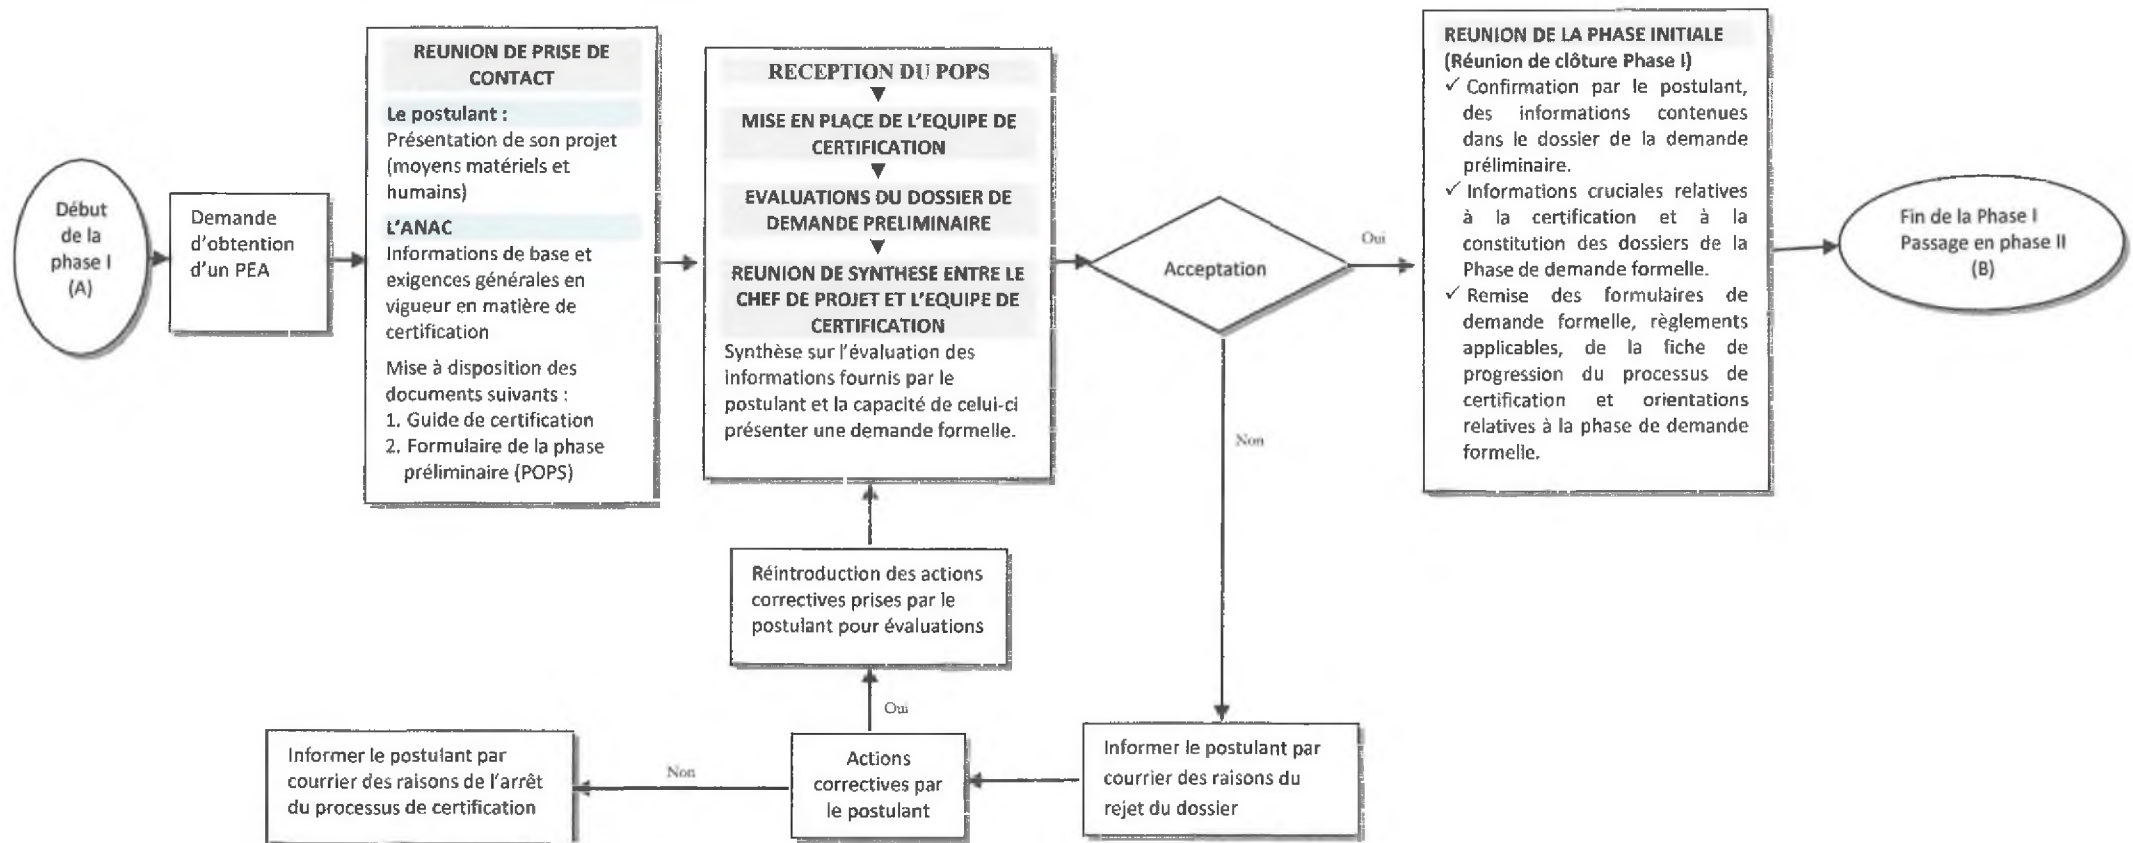 Début
de la
phase I
(A)
Demande
d'obtention
d'un PEA
REUNION DE PRISE DE
CONTACT
Le postulant :
Présentation de son projet
(moyens matériels et
humains)
L'ANAC
Informations de base et
exigences générales en
vigueur en matière de
certification
Mise à disposition des
documents suivants :
1. Guide de certification
2. Formulaire de la phase
préliminaire (POPS)
RECEPTION DU POPS
MISE EN PLACE DE L'EQUIPE DE
CERTIFICATION
EVALUATIONS DU DOSSIER DE
DEMANDE PRELIMINAIRE
REUNION DE SYNTHESE ENTRE LE
CHEF DE PROJET ET L'EQUIPE DE
CERTIFICATION
Synthèse sur l'évaluation des
informations fournis par le
postulant et la capacité de celui-ci
présenter une demande formelle.
Acceptation
Oui
Non
REUNION DE LA PHASE INITIALE
(Réunion de clôture Phase I)
✓ Confirmation par le postulant,
des informations contenues
dans le dossier de la demande
préliminaire.
✓ Informations cruciales relatives
à la certification et à la
constitution des dossiers de la
Phase de demande formelle.
✓ Remise des formulaires de
demande formelle, règlements
applicables, de la fiche de
progression du processus de
certification et orientations
relatives à la phase de demande
formelle.
Fin de la Phase I
Passage en phase II
(B)
Réintroduction des actions
correctives prises par le
postulant pour évaluations
Oui
Informer le postulant par
courrier des raisons de l'arrêt
du processus de certification
Non
Actions
correctives par
le postulant
Informer le postulant par
courrier des raisons du
rejet du dossier